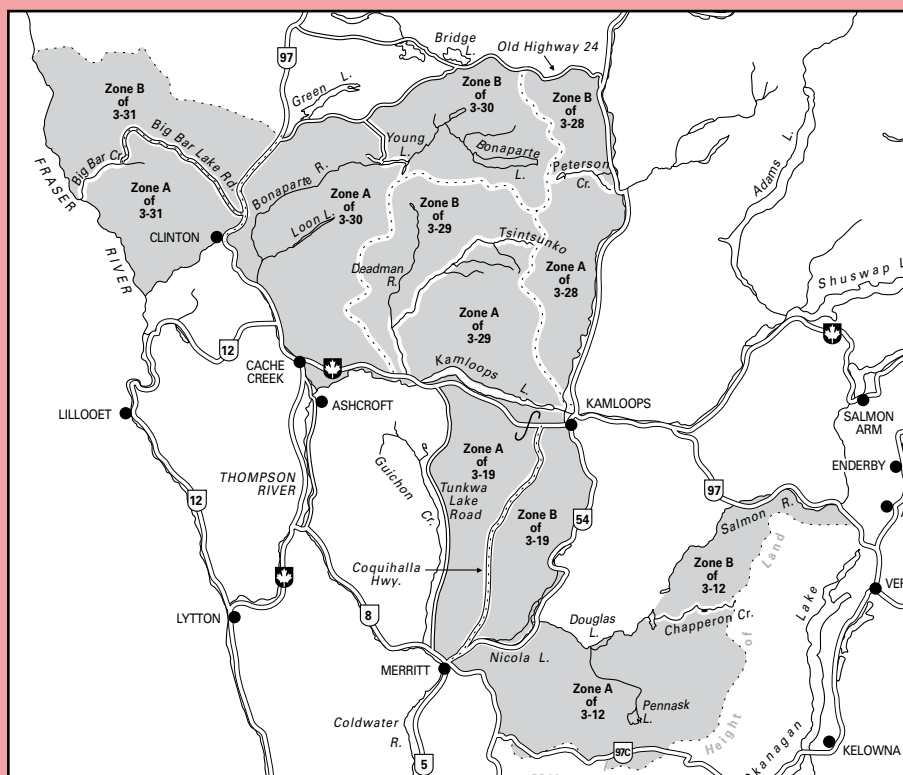 Bridge
L.
Old Highway 24
97
Zone B
of
3-31
Green L.
Zone B
of
3-30
Zone B
of
3-28
Big Bar Lake Rd.
Big Bar Cr.
Young
L.
Bonaparte
L.
Peterson
Cr.
Adams L.
FRASER
RIVER
Zone A
of
3-31
Bonaparte R.
Zone A
of
3-30
Loon L.
Zone B
of
3-29
CLINTON
Tsintsunko
Deadman
R.
Zone A
of
3-28
Shuswap L
Zone A
of
3-29
12
CACHE
CREEK
Kamloops
L.
KAMLOOPS
LILLOOET
ASHCROFT
SALMON
ARM
Guichon Cr.
Zone A
of
3-19
ENDERBY
THOMPSON
RIVER
Tunkwa
Lake
Road
97
12
Zone B
of
3-19
54
Salmon R.
A
Coquihalla
Hwy.
Zone B
of
3-12
VER
LYTTON
8
Douglas
L.
Chapperon Cr.
Height of Land
Lake
MERRITT
Nicola L.
Zone A
of
3-12
Pennask
L.
Coldwater
R.
5
97C
Okanagan
KELOWNA